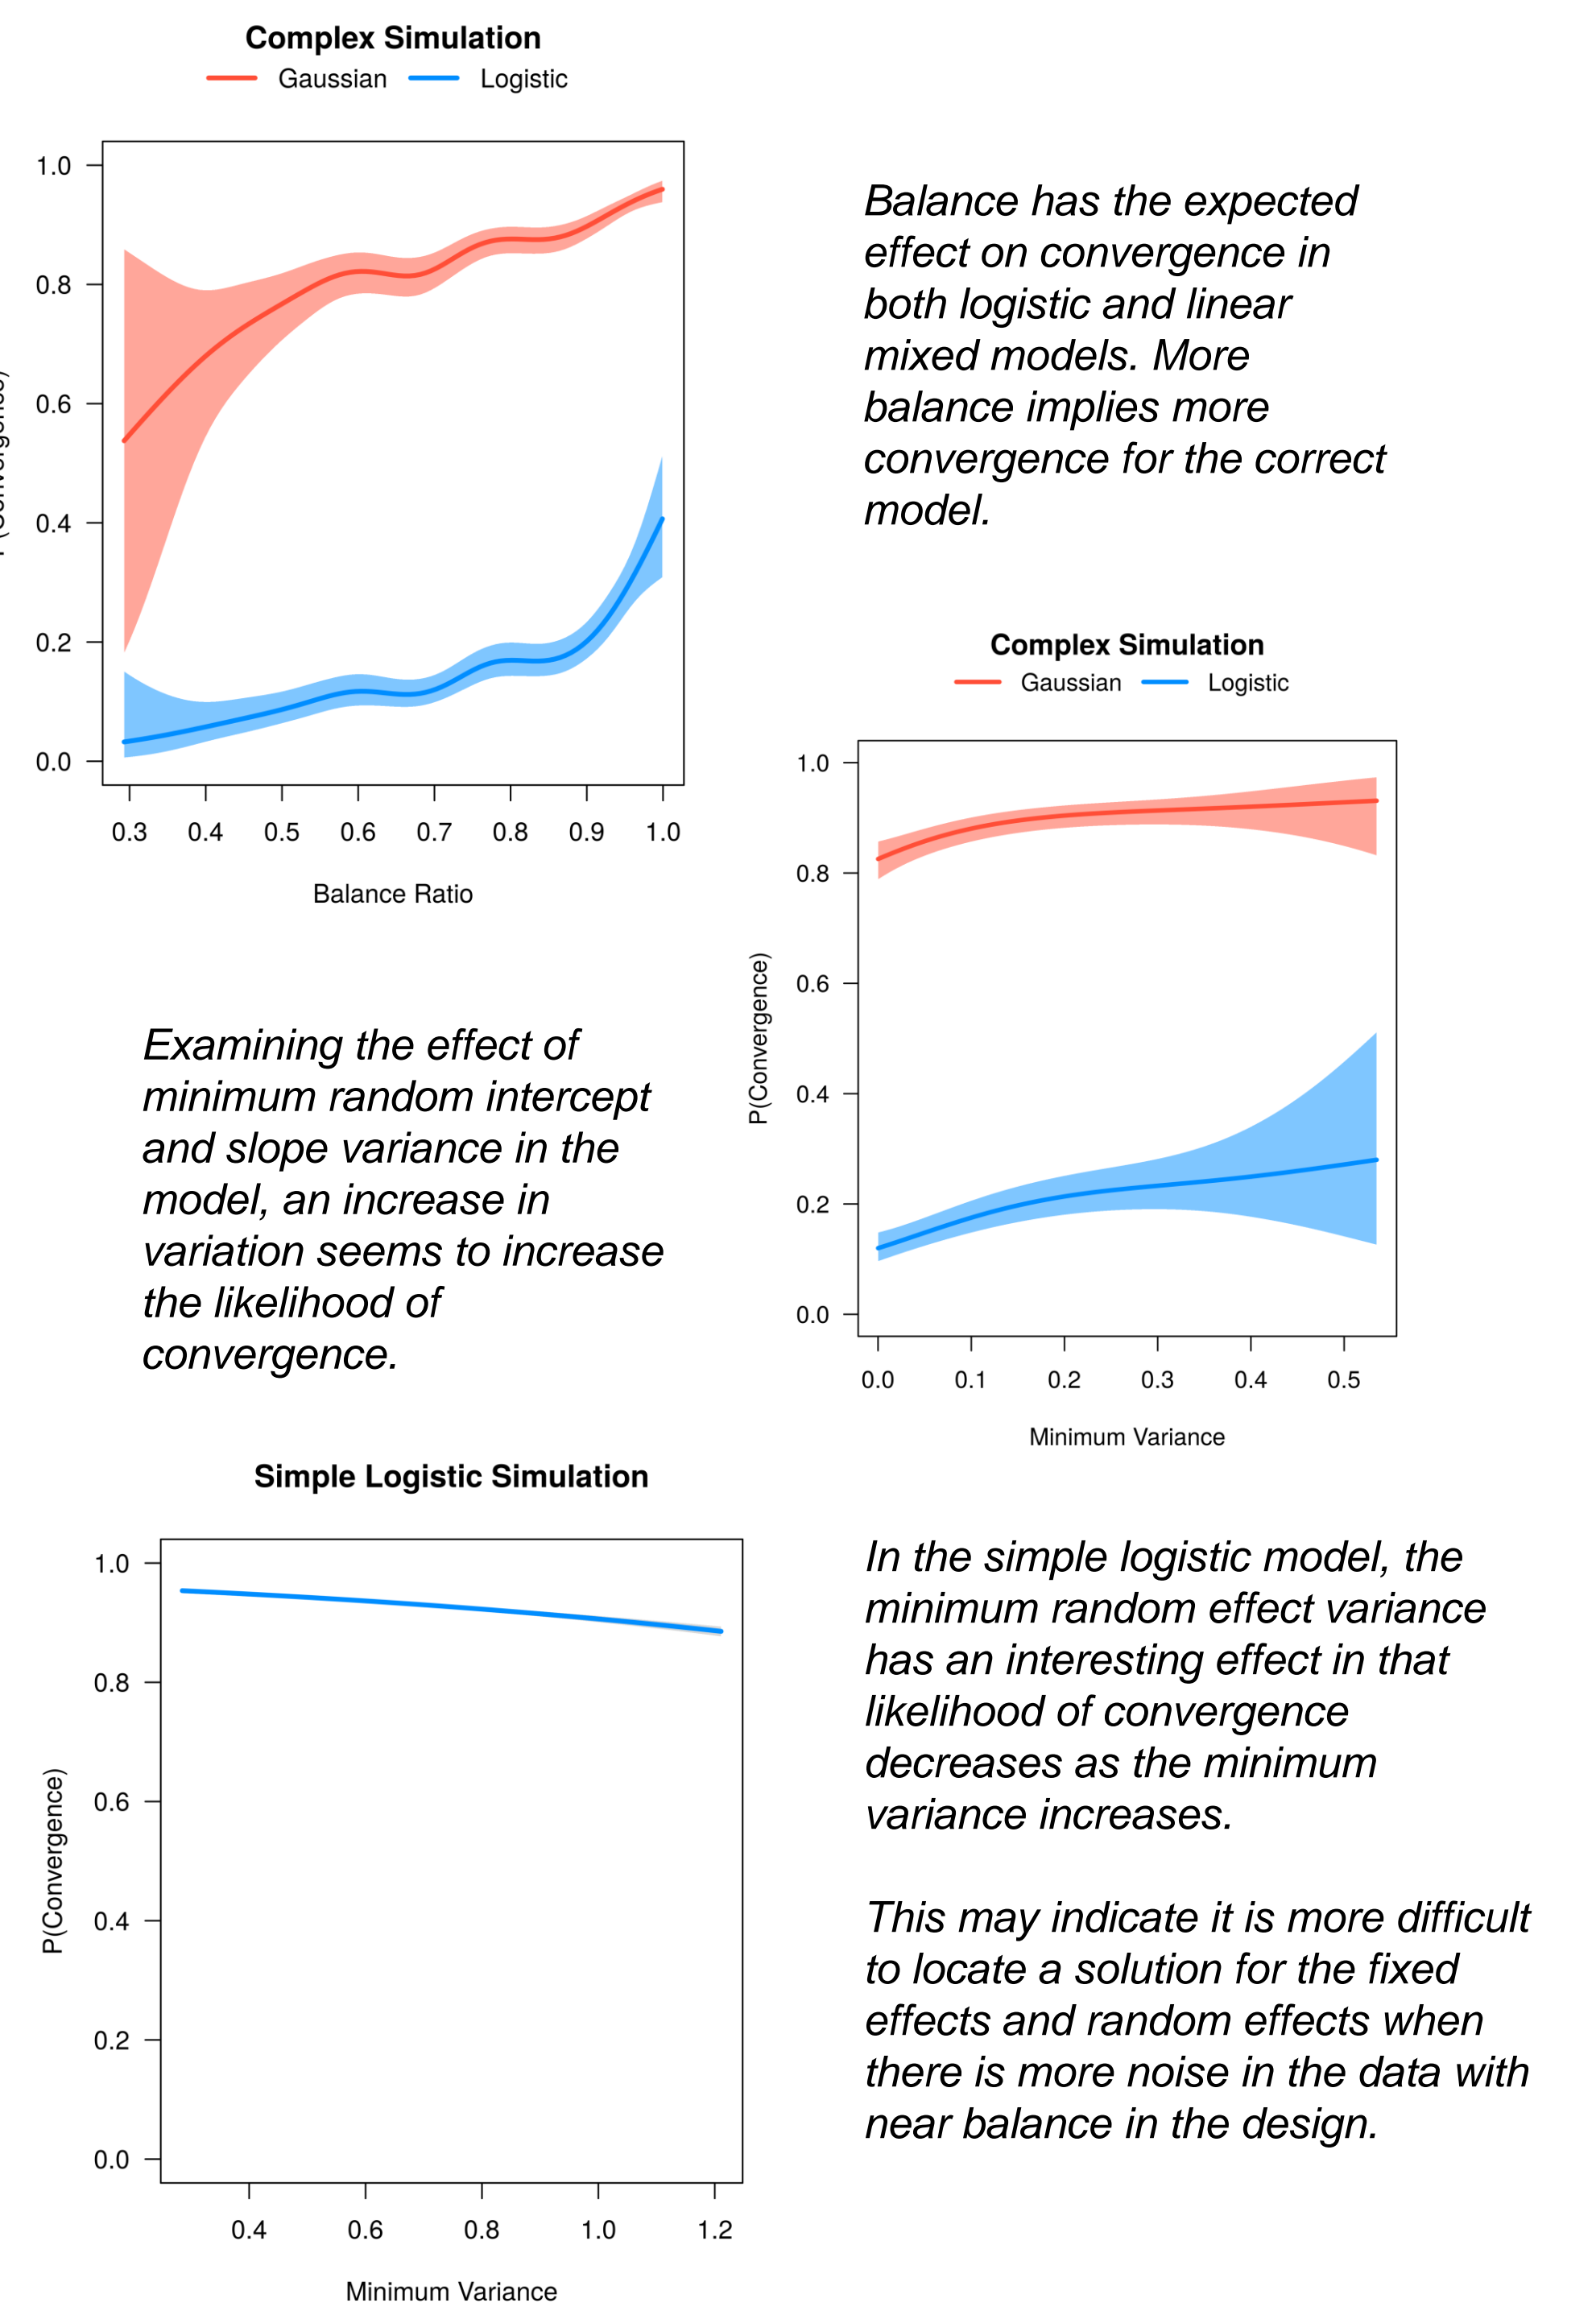 Complex Simulation
Gaussian Logistic
1.0
0.8
0.6
0.4
0.2
0.0
0.3 0.4 0.5 0.6 0.7 0.8 0.9 1.0
Balance Ratio
Balance has the expected
effect on convergence in
both logistic and linear
mixed models. More
balance implies more
convergence for the correct
model.
Complex Simulation
Gaussian Logistic
P(Convergence)
1.0
0.8
0.6
0.4
0.2
0.0
0.0 0.1 0.2 0.3 0.4 0.5
Minimum Variance
Examining the effect of
minimum random intercept
and slope variance in the
model, an increase in
variation seems to increase
the likelihood of
convergence.
Simple Logistic Simulation
P(Convergence)
1.0
0.8
0.6
0.4
0.2
0.0
0.4 0.6 0.8 1.0 1.2
Minimum Variance
In the simple logistic model, the
minimum random effect variance
has an interesting effect in that
likelihood of convergence
decreases as the minimum
variance increases.
This may indicate it is more difficult
to locate a solution for the fixed
effects and random effects when
there is more noise in the data with
near balance in the design.